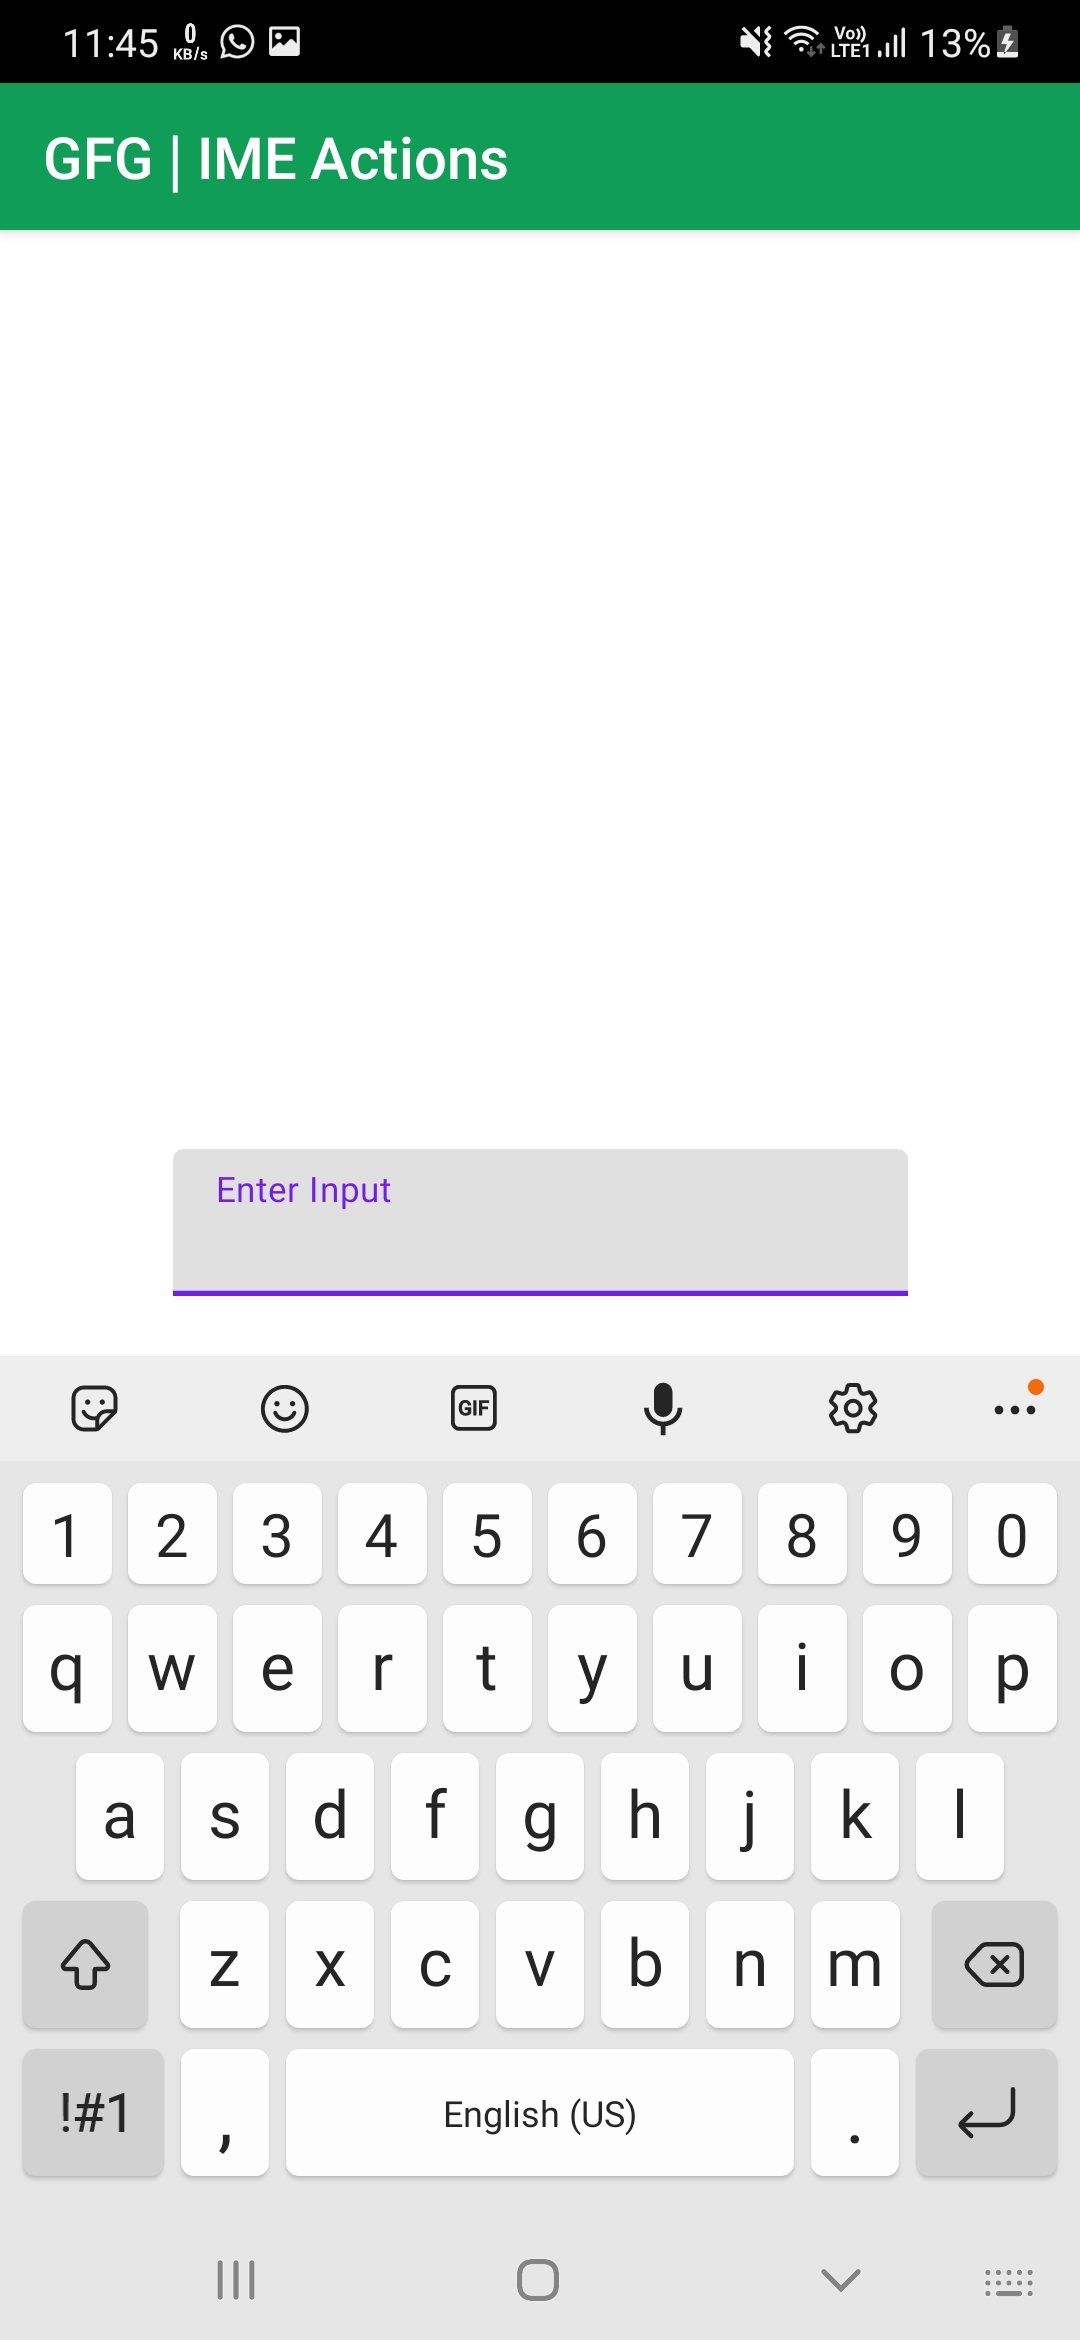 11:45 0 KB/s Vo)) LTE1 13%
GFG | IME Actions
Enter Input
GIF
1 2 3 4 5 6 7 8 9 0
q w e r t y u i o p
a s d f g h j k l
z x c v b n m
!#1 , English (US) .